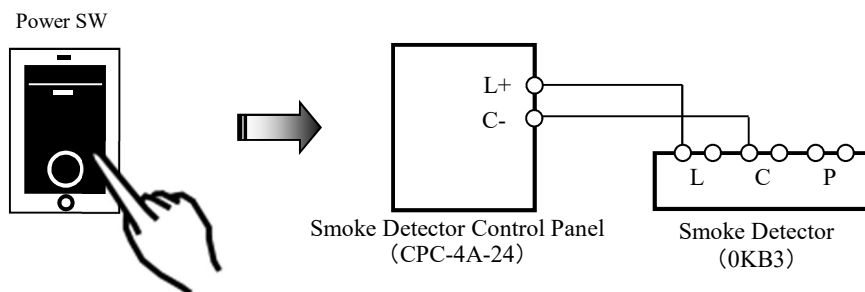 Power SW
L+
C-
L C P
Smoke Detector Control Panel
（CPC-4A-24）
Smoke Detector
（0KB3）